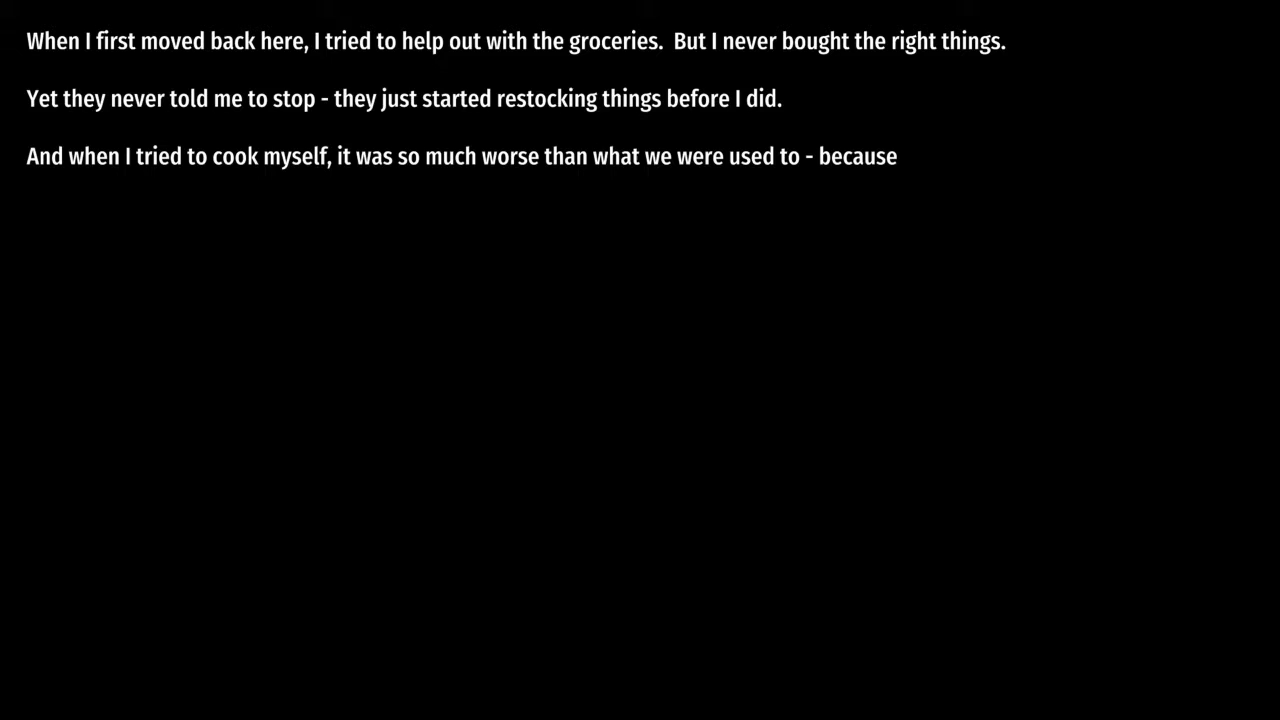 When I first moved back here, I tried to help out with the groceries.  But I never bought the right things.
Yet they never told me to stop - they just started restocking things before I did.
And when I tried to cook myself, it was so much worse than what we were used to - because